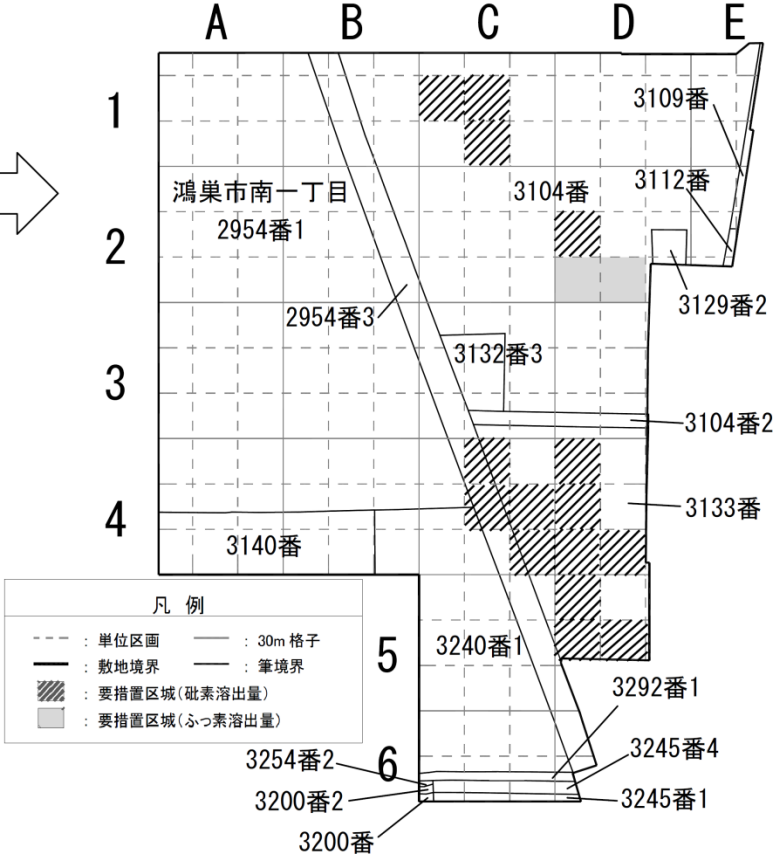 A B C D E
1
3109番
3112番
鴻巣市南一丁目
3104番
2954番1
2
2954番3
3129番2
3132番3
3
3104番2
3133番
4
3140番
凡 例
: 単位区画 : 30m 格子
: 敷地境界 : 筆境界
: 要措置区域(砒素溶出量)
: 要措置区域(ふっ素溶出量)
5
3240番1
3292番1
6
3254番2
3245番4
3200番2
3245番1
3200番